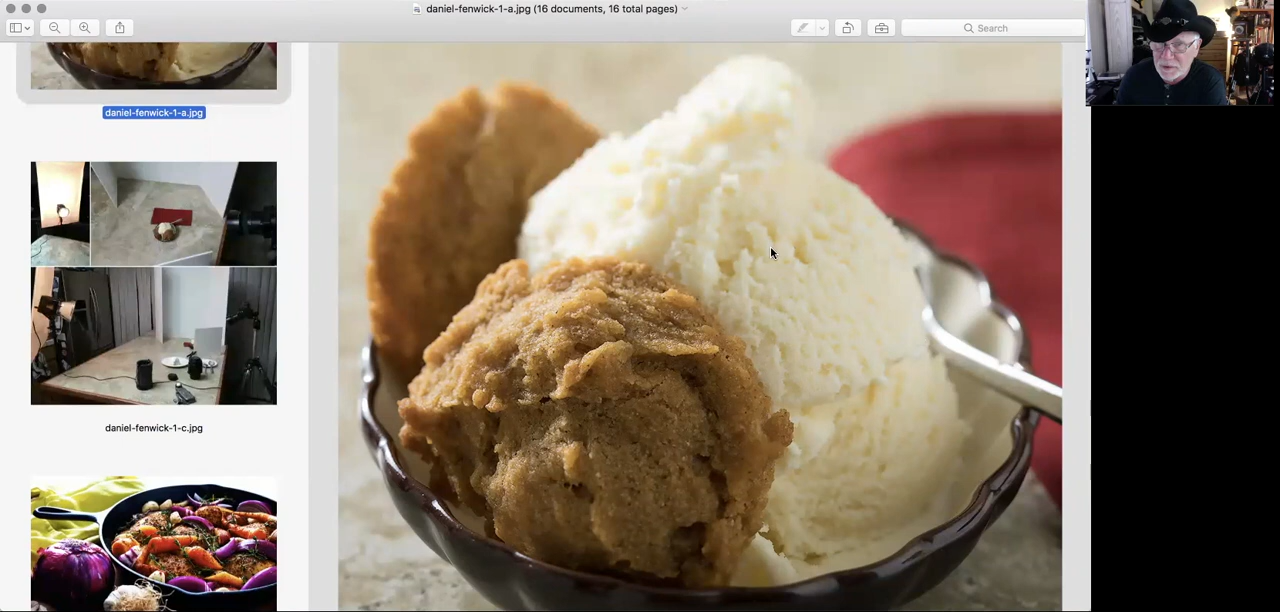 daniel-fenwick-1-a.jpg (16 documents, 16 total pages)
Search
daniel-fenwick-1-a.jpg
daniel-fenwick-1-c.jpg